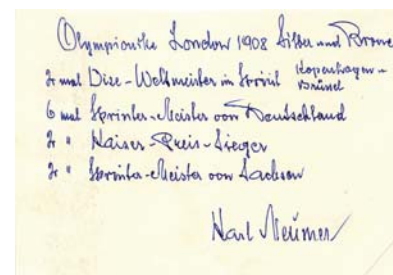 Olympionike London 1908 Silber und Bronce
2 mal Vize-Weltmeister im Sprint Kopenhagen - Brüssel
6 mal Sprinter-Meister von Deutschland
2 " Kaiser-Preis-Sieger
2 " Sprinter-Meister von Sachsen
Karl Neumer